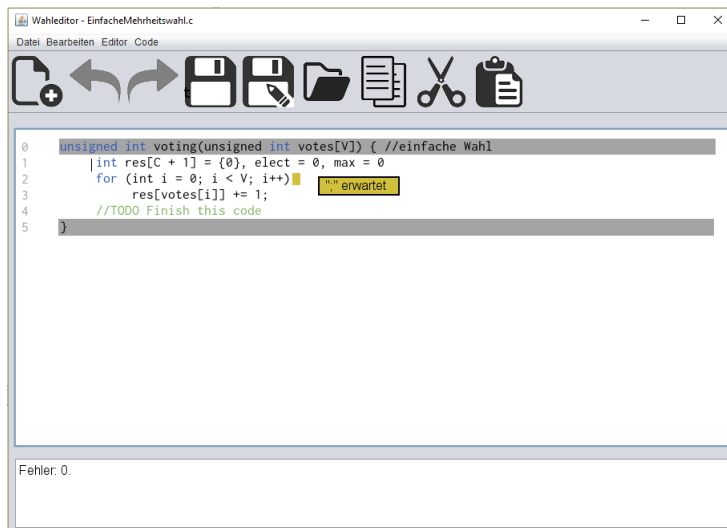 Wahleditor - EinfacheMehrheitswahl.c
Datei Bearbeiten Editor Code
0 unsigned int voting(unsigned int votes[V]) { //einfache Wahl
1 int res[C + 1] = {0}, elect = 0, max = 0
2 for (int i = 0; i < V; i++)
";" erwartet
3 res[votes[i]] += 1;
4 //TODO Finish this code
5 }
Fehler: 0.